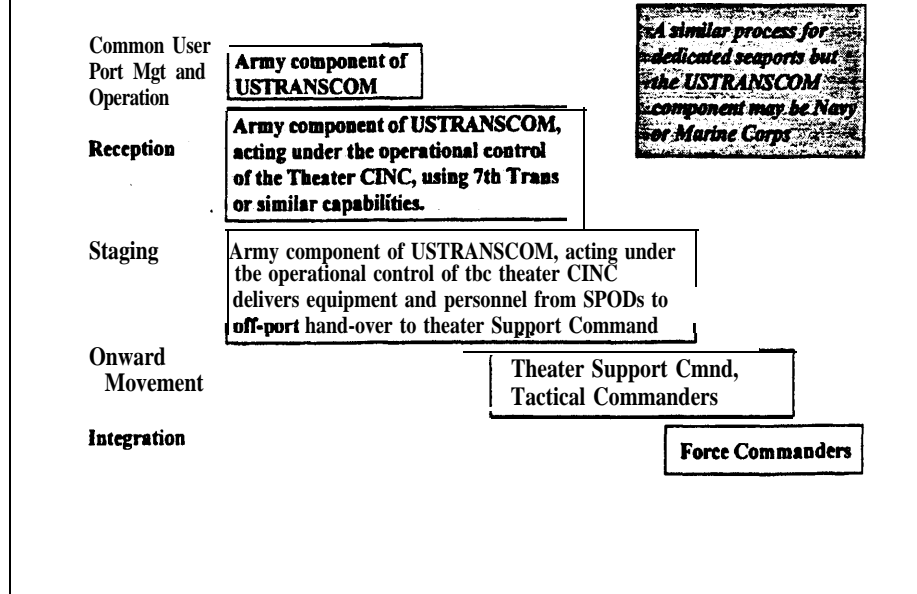 Common User
Port Mgt and
Operation
Army component of
USTRANSCOM
A similar process for
dedicated seaports but
the USTRANSCOM
component may be Navy
or Marine Corps
Reception
Army component of USTRANSCOM,
acting under the operational control
of the Theater CINC, using 7th Trans
or similar capabilities.
Staging
Army component of USTRANSCOM, acting under
tbe operational control of tbc theater CINC
delivers equipment and personnel from SPODs to
off-port hand-over to theater Support Command
Onward
Movement
Theater Support Cmnd,
Tactical Commanders
Integration
Force Commanders